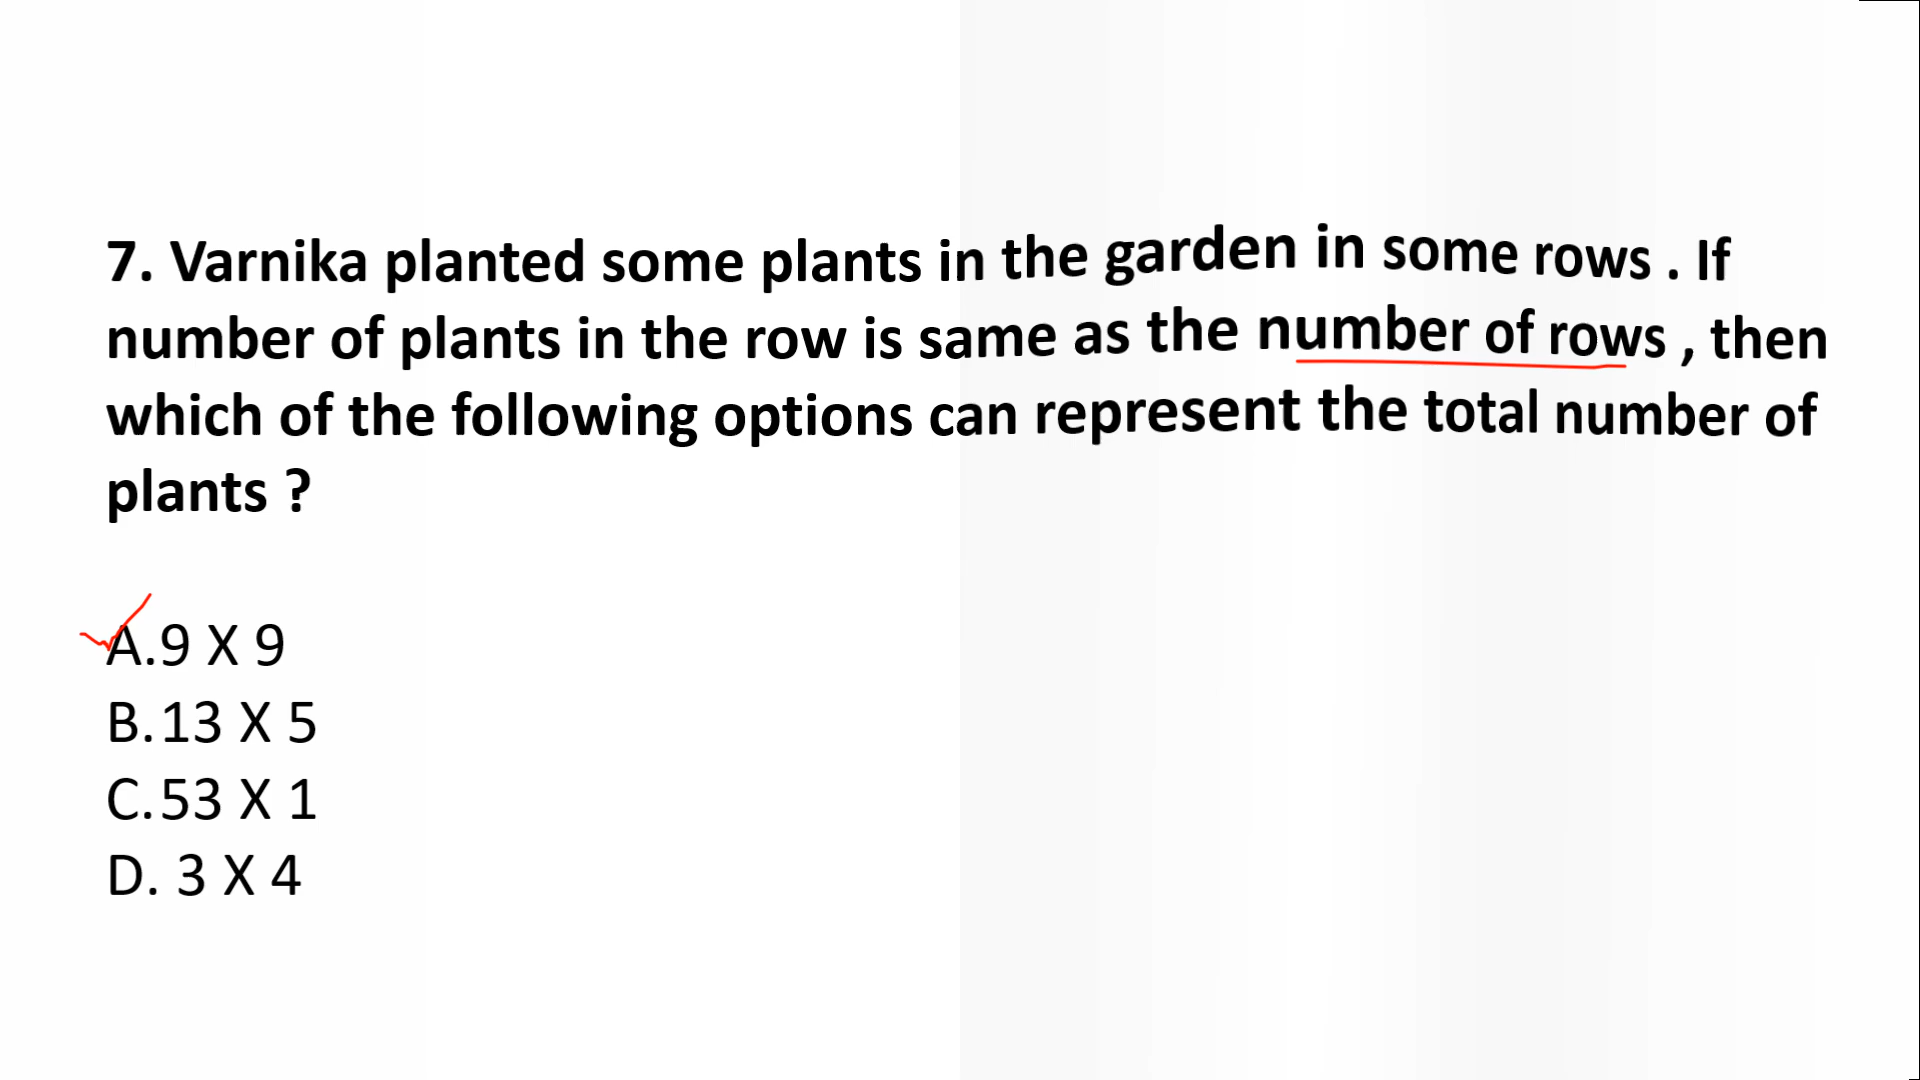 7. Varnika planted some plants in the garden in some rows . If
number of plants in the row is same as the number of rows , then
which of the following options can represent the total number of
plants ?
A.9 X 9
B.13 X 5
C.53 X 1
D. 3 X 4